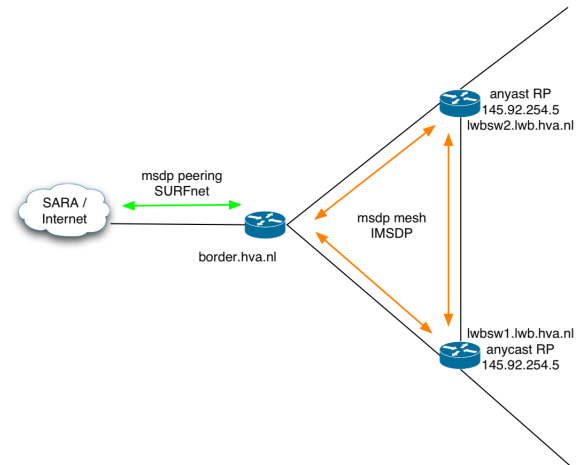 anyast RP
145.92.254.5
lwbsw2.lwb.hva.nl
msdp peering
SURFnet
SARA /
Internet
msdp mesh
IMSDP
border.hva.nl
lwbsw1.lwb.hva.nl
anycast RP
145.92.254.5